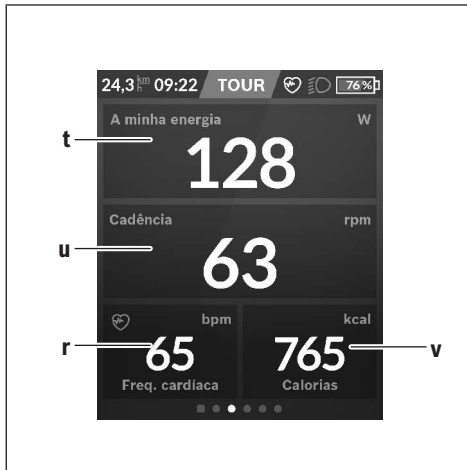 24,3 km/h 09:22 TOUR 76 %
A minha energia W
t
128
Cadência rpm
u
63
bpm kcal
r 65 765 v
Freq. cardíaca Calorias